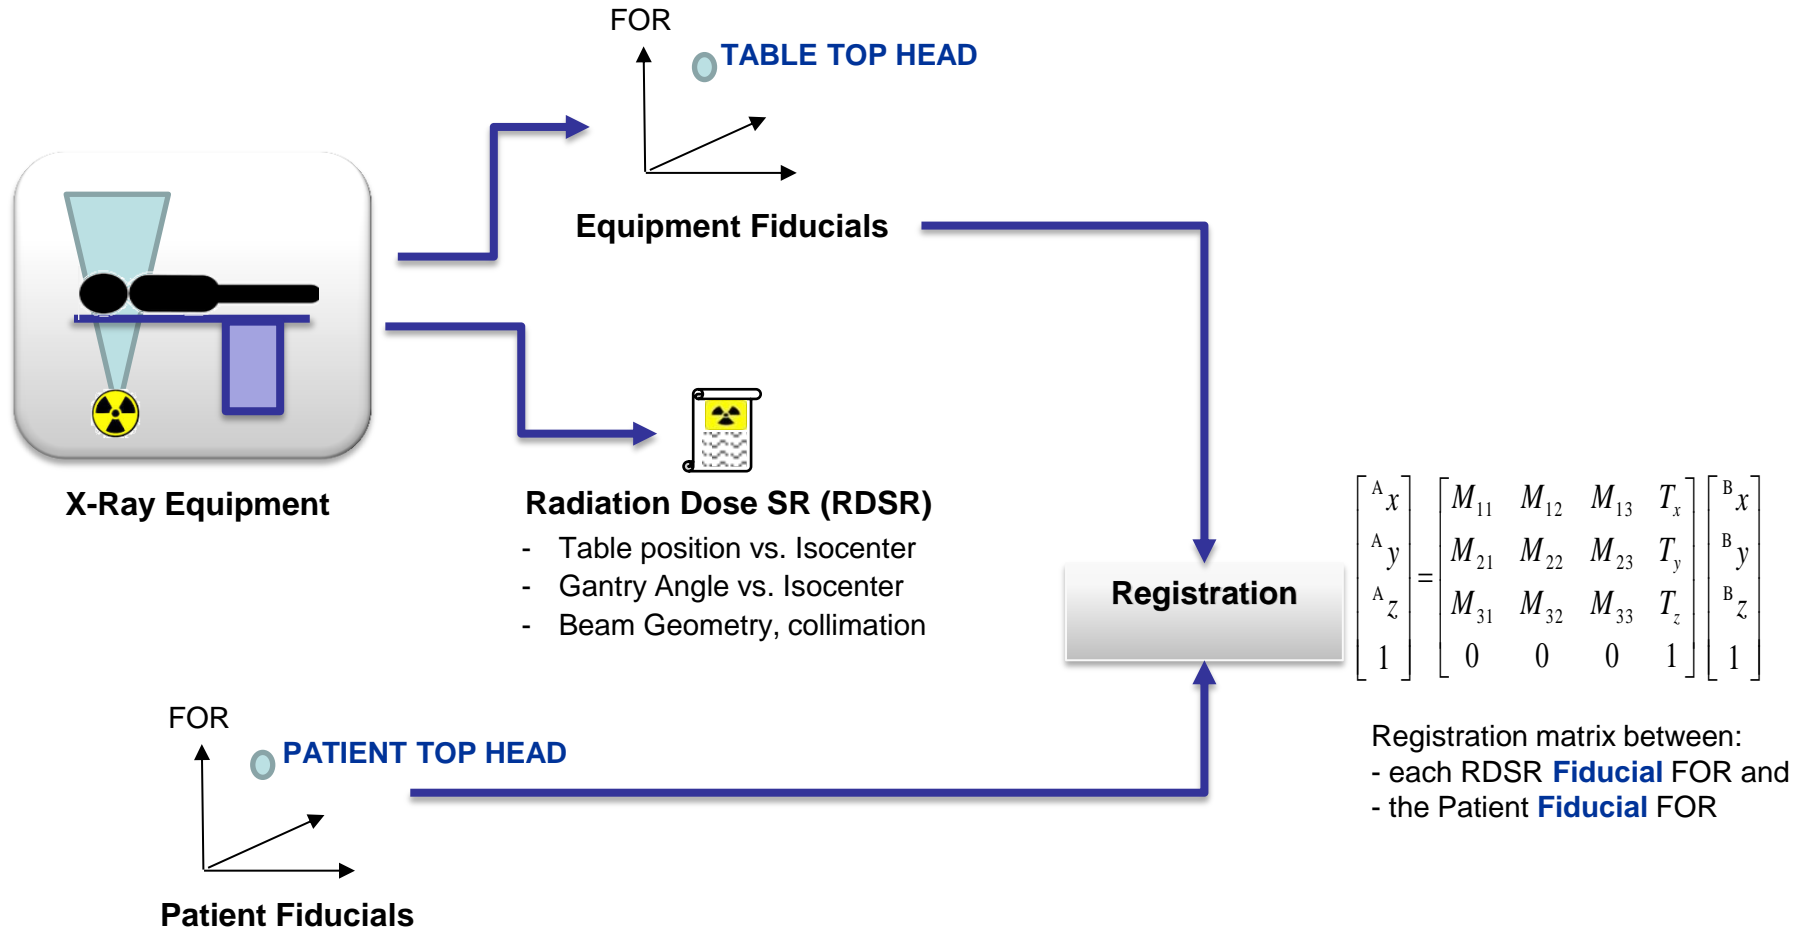 FOR
TABLE TOP HEAD
Equipment Fiducials
X-Ray Equipment
Radiation Dose SR (RDSR)
- Table position vs. Isocenter
- Gantry Angle vs. Isocenter
- Beam Geometry, collimation
Registration
[ᴬx] [M₁₁ M₁₂ M₁₃ Tₓ] [ᴮx]
[ᴬy] = [M₂₁ M₂₂ M₂₃ Tᵧ] [ᴮy]
[ᴬz] [M₃₁ M₃₂ M₃₃ T_z] [ᴮz]
[1] [0 0 0 1] [1]
Registration matrix between:
- each RDSR Fiducial FOR and
- the Patient Fiducial FOR
FOR
PATIENT TOP HEAD
Patient Fiducials